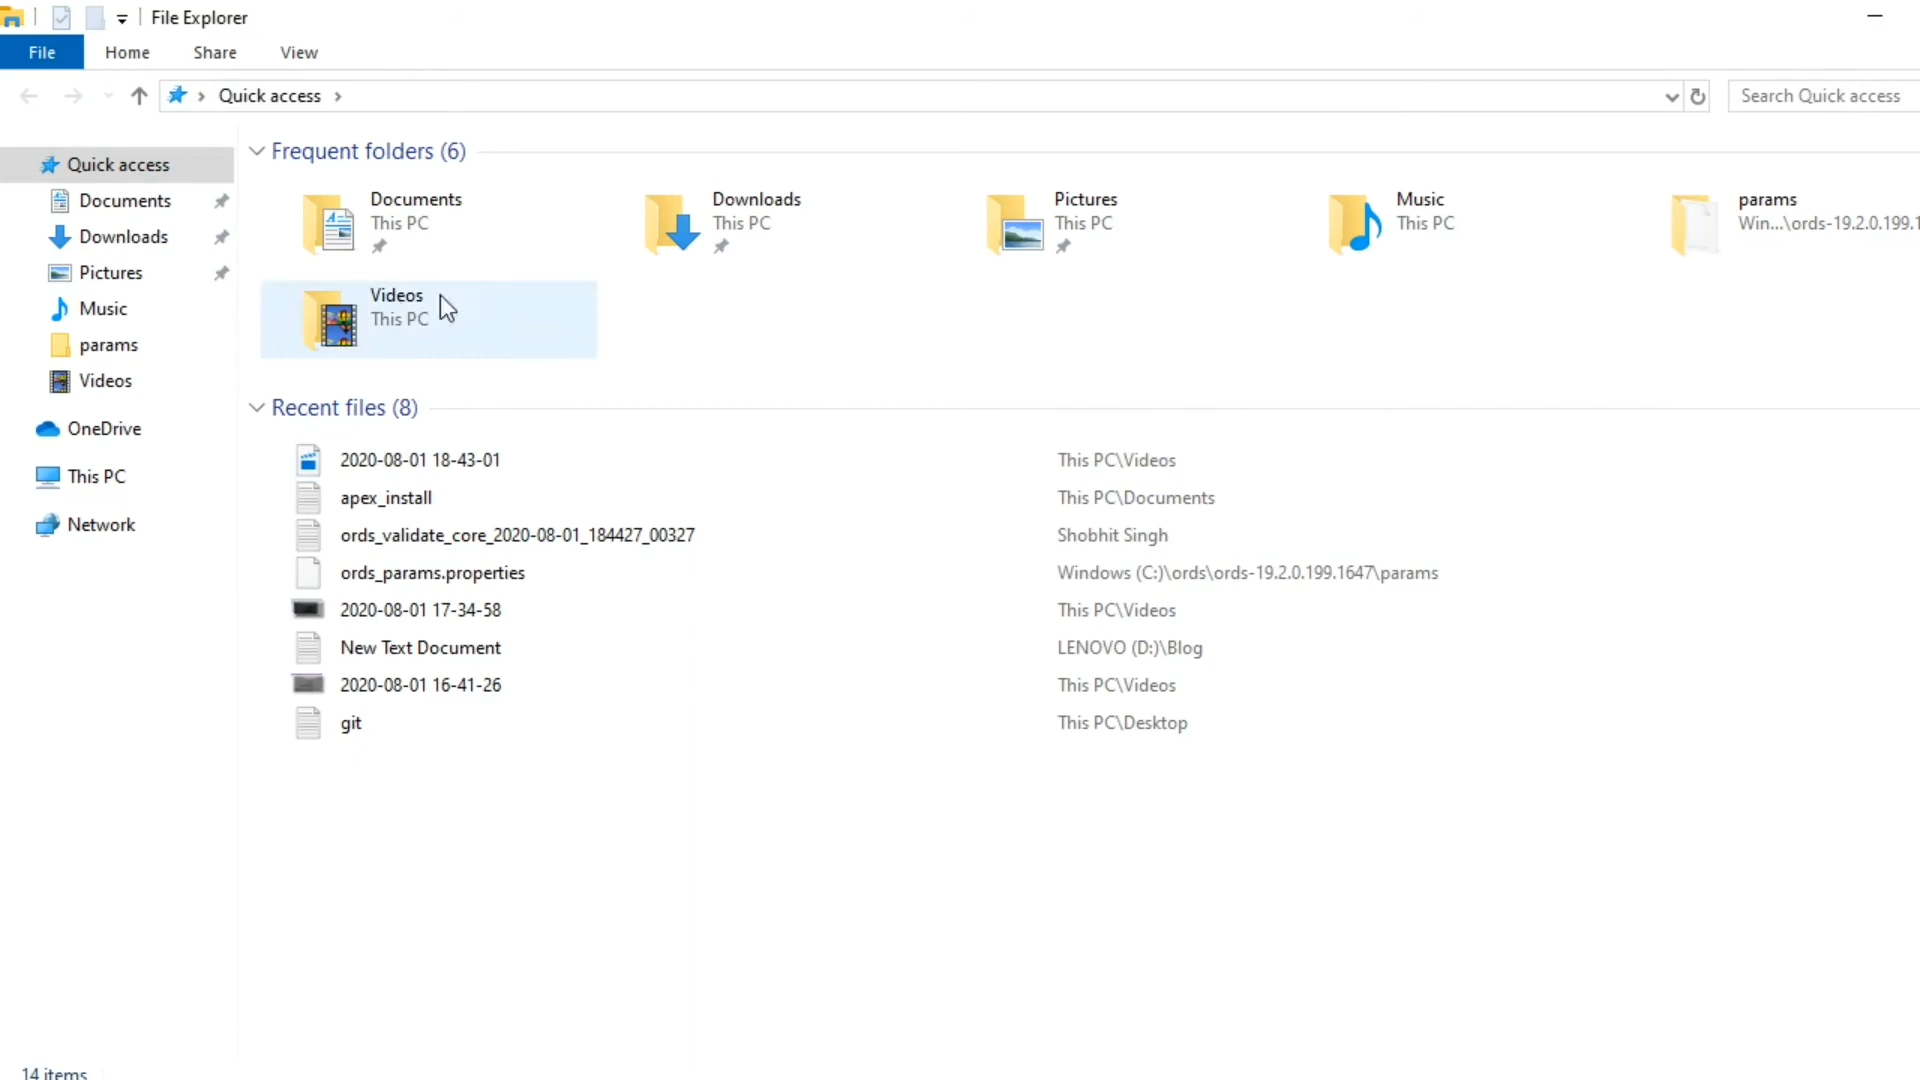 File Explorer
File Home Share View
Quick access
Search Quick access
Quick access
Documents
Downloads
Pictures
Music
params
Videos
OneDrive
This PC
Network
Frequent folders (6)
Documents
This PC
Downloads
This PC
Pictures
This PC
Music
This PC
params
Win...\ords-19.2.0.199.1
Videos
This PC
Recent files (8)
2020-08-01 18-43-01 This PC\Videos
apex_install This PC\Documents
ords_validate_core_2020-08-01_184427_00327 Shobhit Singh
ords_params.properties Windows (C:)\ords\ords-19.2.0.199.1647\params
2020-08-01 17-34-58 This PC\Videos
New Text Document LENOVO (D:)\Blog
2020-08-01 16-41-26 This PC\Videos
git This PC\Desktop
14 items